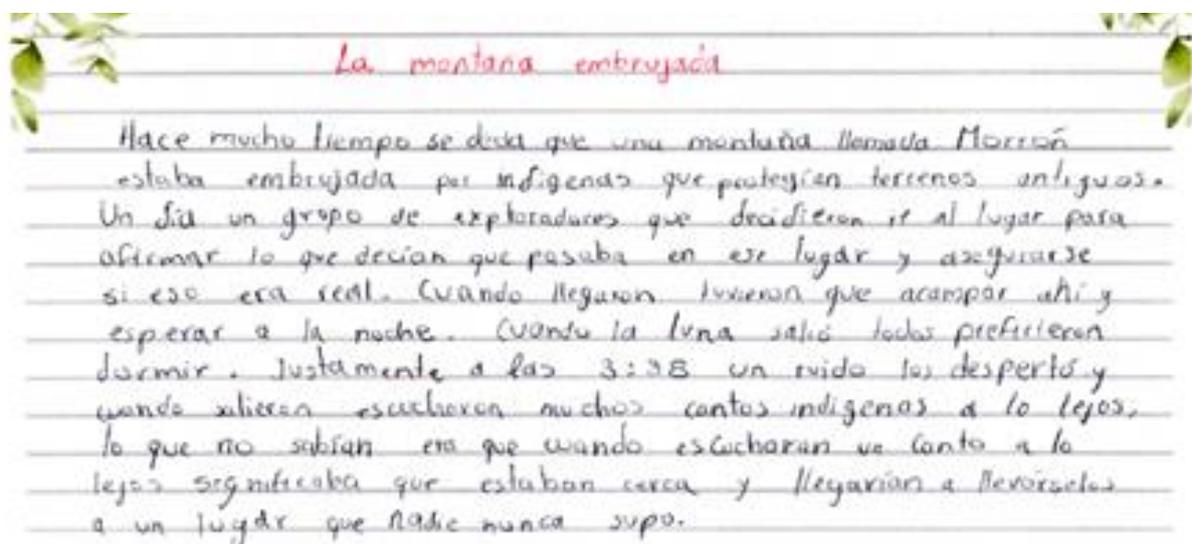 La montaña embrujada
Hace mucho tiempo se decía que una montaña llamada Morrón
estaba embrujada por indígenas que protegían terrenos antiguos.
Un día un grupo de exploradores que decidieron ir al lugar para
afirmar lo que decían que pasaba en ese lugar y asegurarse
si eso era real. Cuando llegaron tuvieron que acampar ahí y
esperar a la noche. Cuando la luna salió todos prefirieron
dormir. Justamente a las 3:38 un ruido los despertó y
cuando salieron escucharon muchos cantos indígenas a lo lejos,
lo que no sabían era que cuando escucharan canto a lo
lejos significaba que estaban cerca y llegarían a llevárselos
a un lugar que nadie nunca supo.